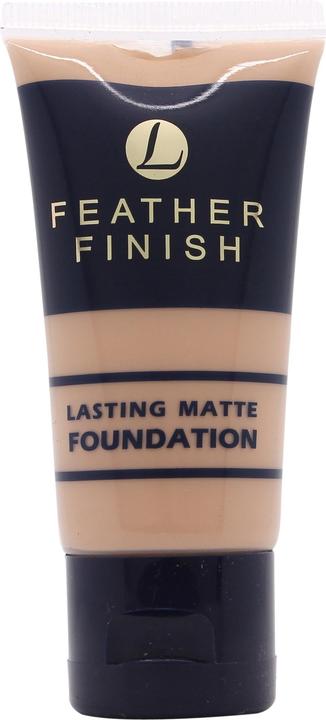 L
FEATHER
FINISH
LASTING MATTE
FOUNDATION